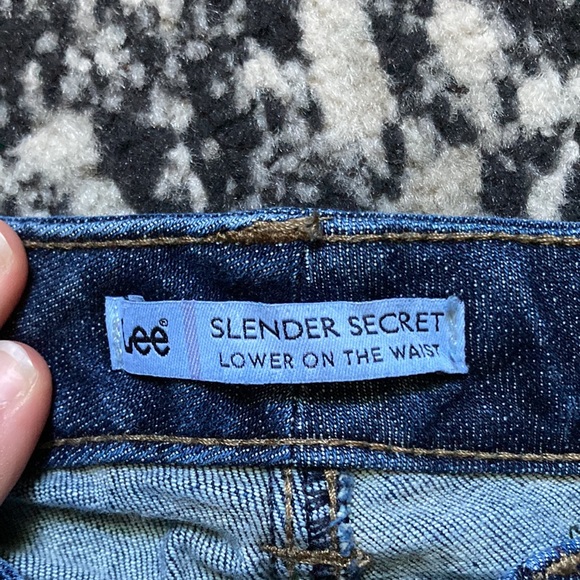 Lee®
SLENDER SECRET
LOWER ON THE WAIST